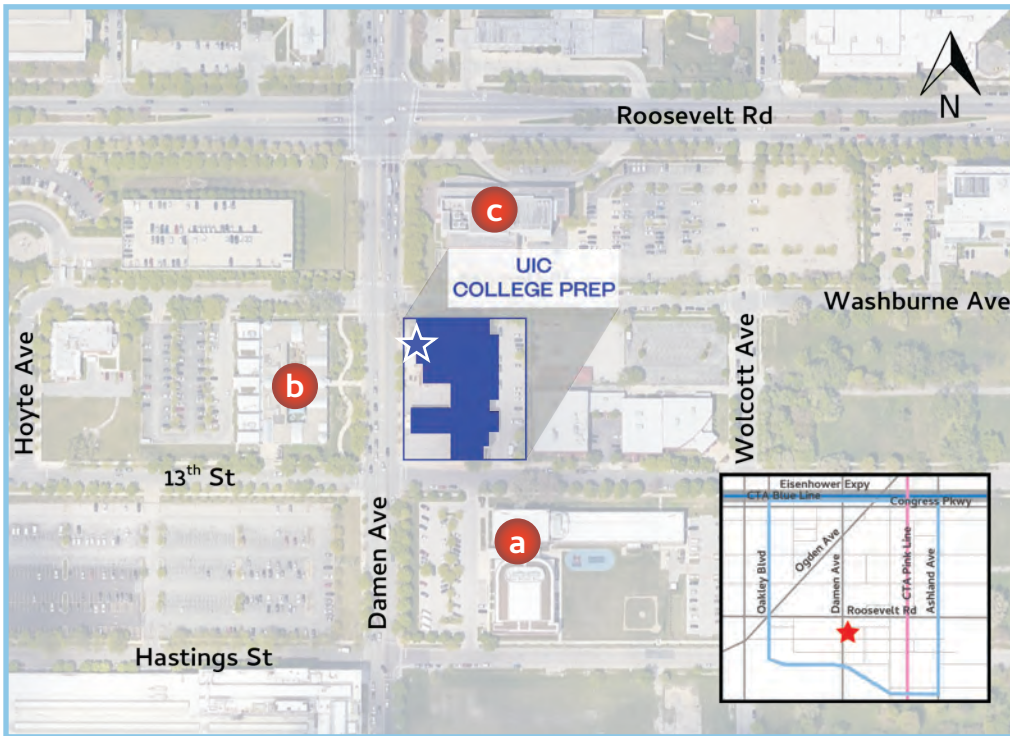 N
Roosevelt Rd
c
UIC
COLLEGE PREP
Washburne Ave
Hoyte Ave
b
Wolcott Ave
13th St
Damen Ave
a
Hastings St
Eisenhower Expy
CTA Blue Line
Congress Pkwy
Ogden Ave
Oakley Blvd
Damen Ave
CTA Pink Line
Ashland Ave
Roosevelt Rd